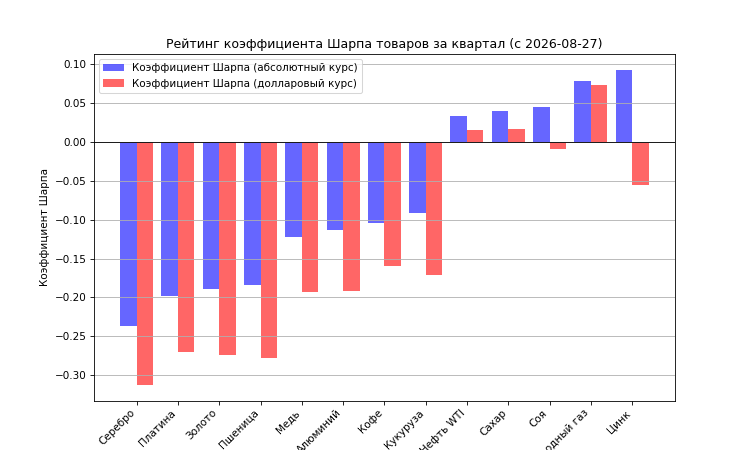 Рейтинг коэффициента Шарпа товаров за квартал (с 2026-08-27)
Коэффициент Шарпа (абсолютный курс)
Коэффициент Шарпа (долларовый курс)
Коэффициент Шарпа
0.10
0.05
0.00
−0.05
−0.10
−0.15
−0.20
−0.25
−0.30
Серебро
Платина
Золото
Пшеница
Медь
Алюминий
Кофе
Кукуруза
Нефть WTI
Сахар
Соя
одный газ
Цинк